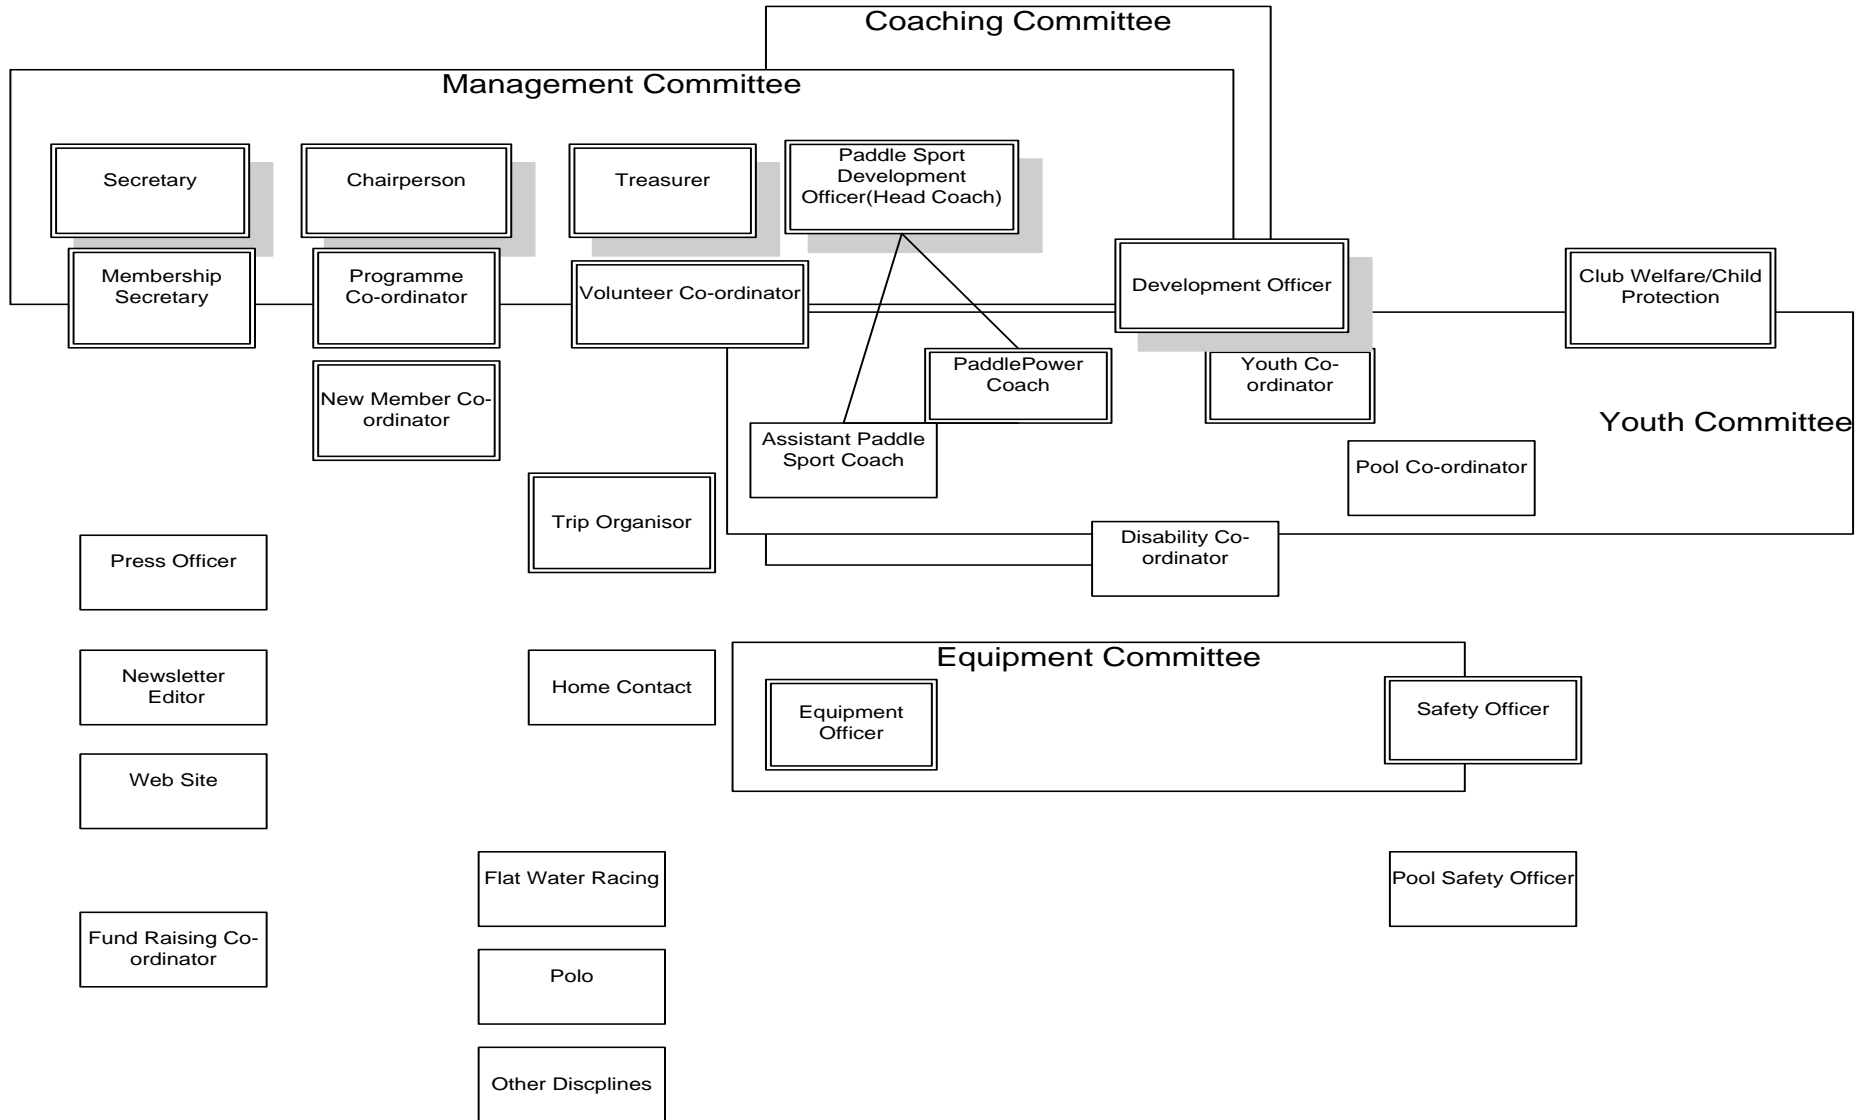 Coaching Committee
Management Committee
Secretary
Chairperson
Treasurer
Paddle Sport
Development
Officer(Head Coach)
Membership
Secretary
Programme
Co-ordinator
Volunteer Co-ordinator
Development Officer
Club Welfare/Child
Protection
New Member Co-
ordinator
PaddlePower
Coach
Youth Co-
ordinator
Youth Committee
Assistant Paddle
Sport Coach
Pool Co-ordinator
Trip Organisor
Disability Co-
ordinator
Press Officer
Newsletter
Editor
Home Contact
Equipment Committee
Equipment
Officer
Safety Officer
Web Site
Flat Water Racing
Pool Safety Officer
Fund Raising Co-
ordinator
Polo
Other Discplines